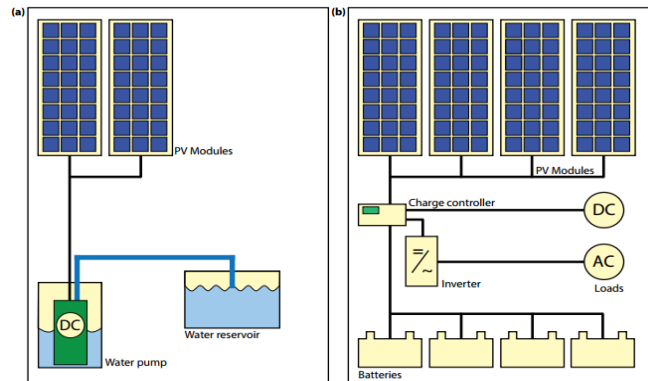 (a)
PV Modules
DC
Water pump
Water reservoir
(b)
PV Modules
Charge controller
DC
=
~
Inverter
AC
Loads
Batteries